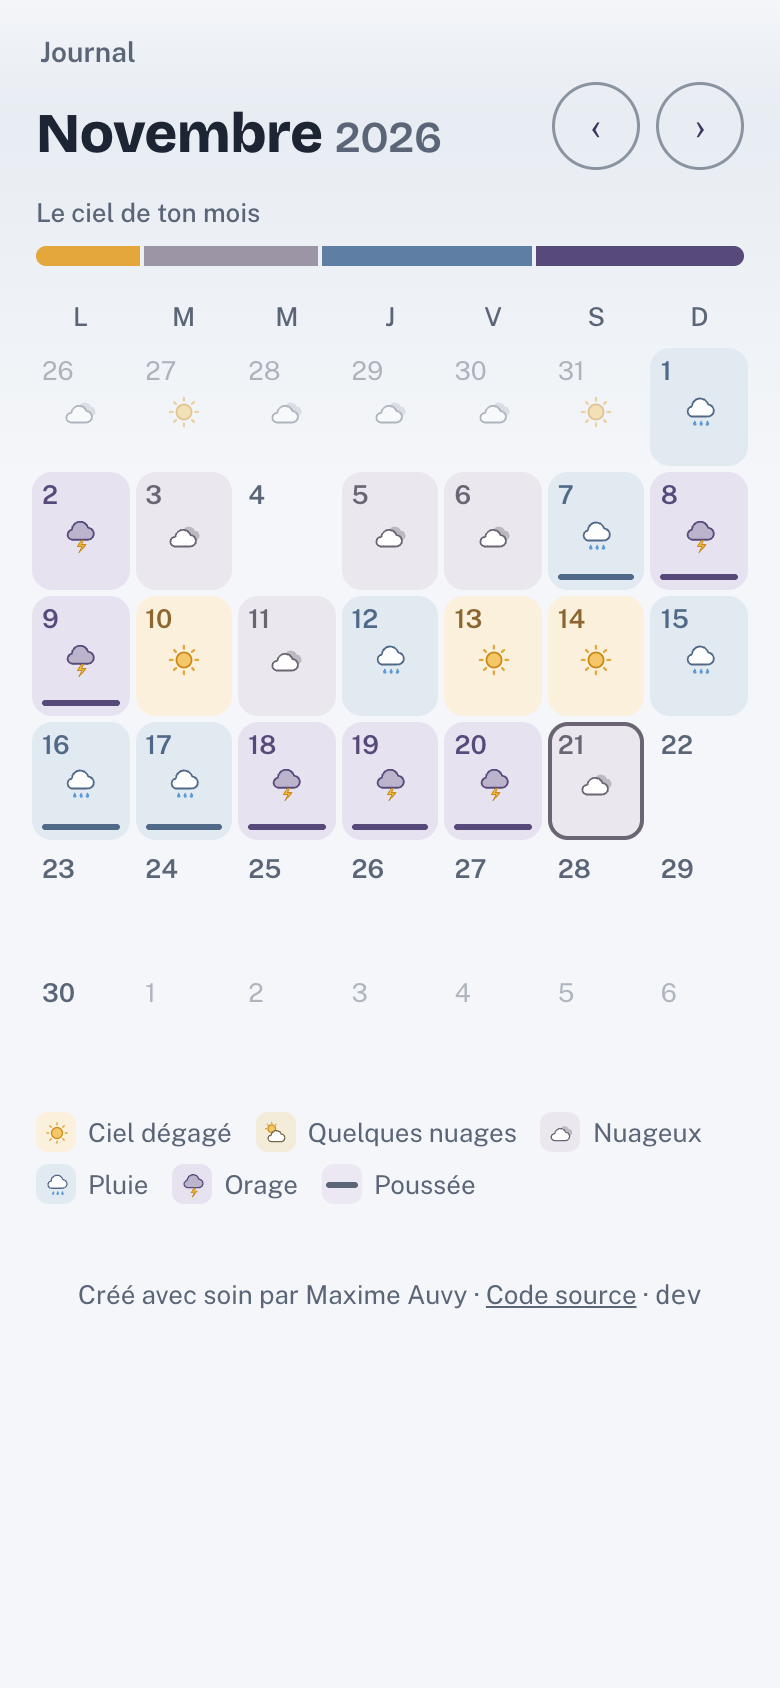 Journal
Novembre 2026 ‹ ›
Le ciel de ton mois
L M M J V S D
26 27 28 29 30 31 1
2 3 4 5 6 7 8
9 10 11 12 13 14 15
16 17 18 19 20 21 22
23 24 25 26 27 28 29
30 1 2 3 4 5 6
Ciel dégagé Quelques nuages Nuageux
Pluie Orage Poussée
Créé avec soin par Maxime Auvy · Code source · dev